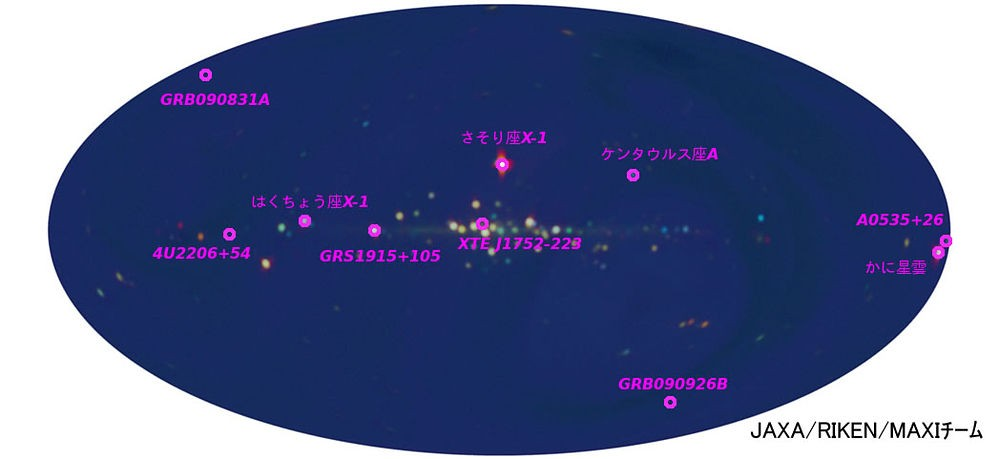 GRB090831A
さそり座X-1
ケンタウルス座A
はくちょう座X-1
A0535+26
4U2206+54
GRS1915+105
XTE J1752-223
かに星雲
GRB090926B
JAXA/RIKEN/MAXIチーム